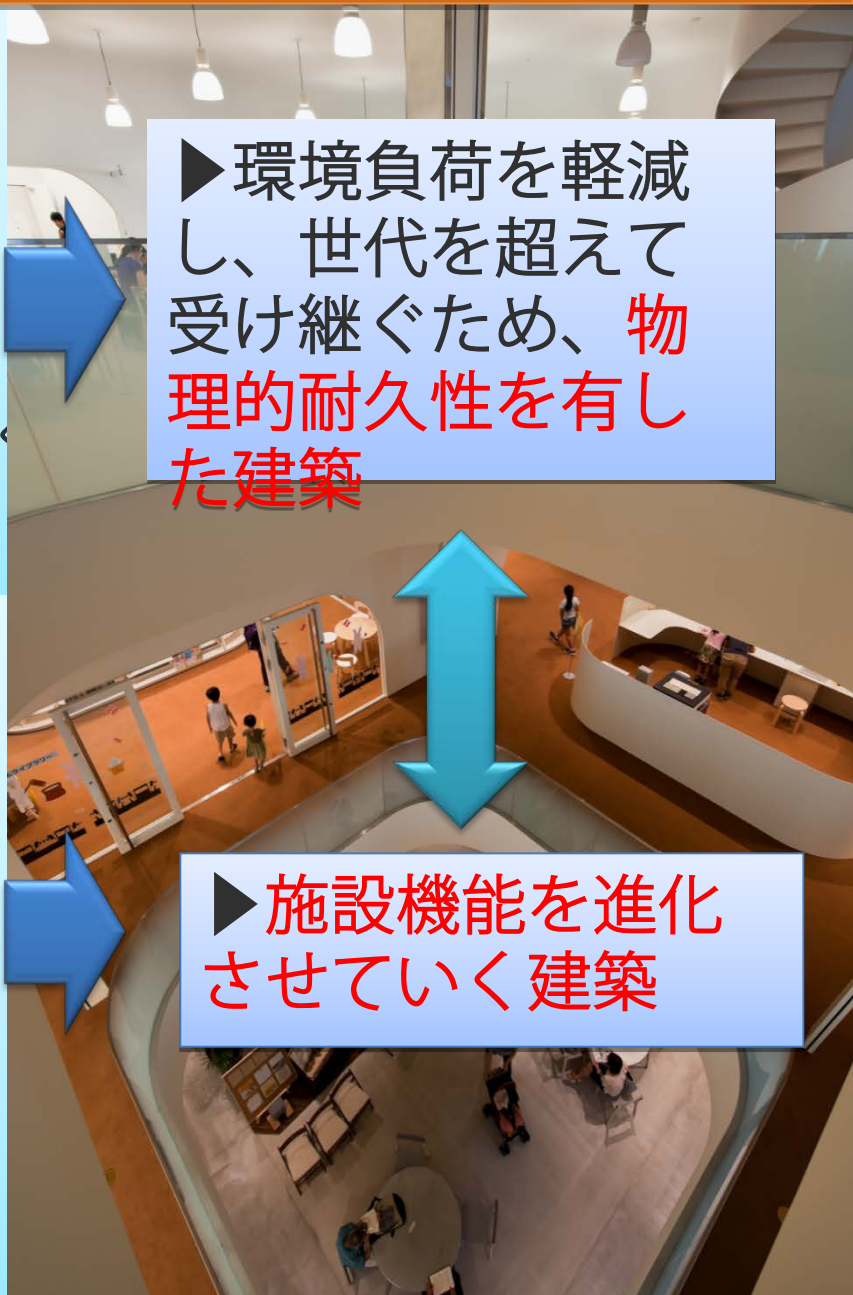 ▶環境負荷を軽減
し、世代を超えて
受け継ぐため、物
理的耐久性を有し
た建築
▶施設機能を進化
させていく建築